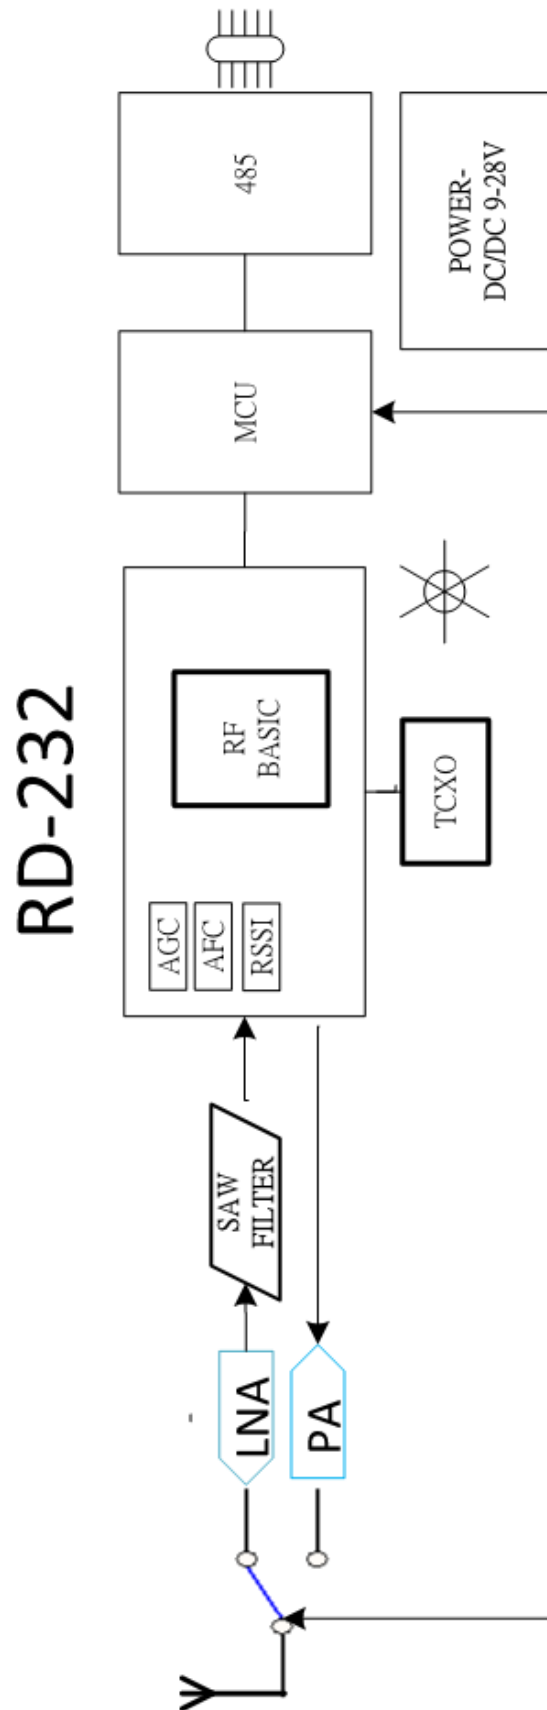 RD-232
LNA
PA
SAW
FILTER
AGC
AFC
RSSI
RF
BASIC
TCXO
MCU
485
POWER-
DC/DC 9-28V